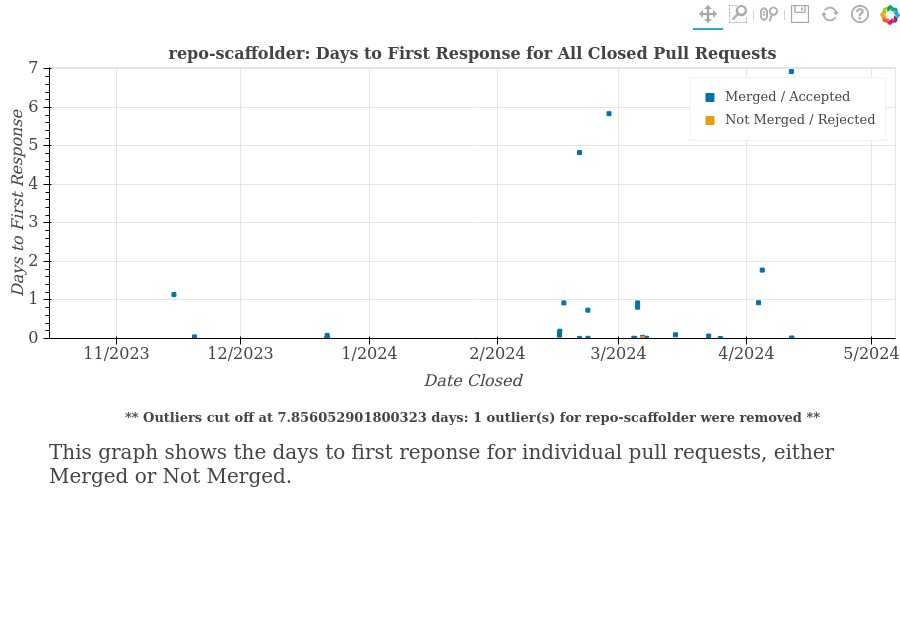 repo-scaffolder: Days to First Response for All Closed Pull Requests
Days to First Response
7
6
5
4
3
2
1
0
Merged / Accepted
Not Merged / Rejected
11/2023 12/2023 1/2024 2/2024 3/2024 4/2024 5/2024
Date Closed
** Outliers cut off at 7.856052901800323 days: 1 outlier(s) for repo-scaffolder were removed **
This graph shows the days to first reponse for individual pull requests, either
Merged or Not Merged.